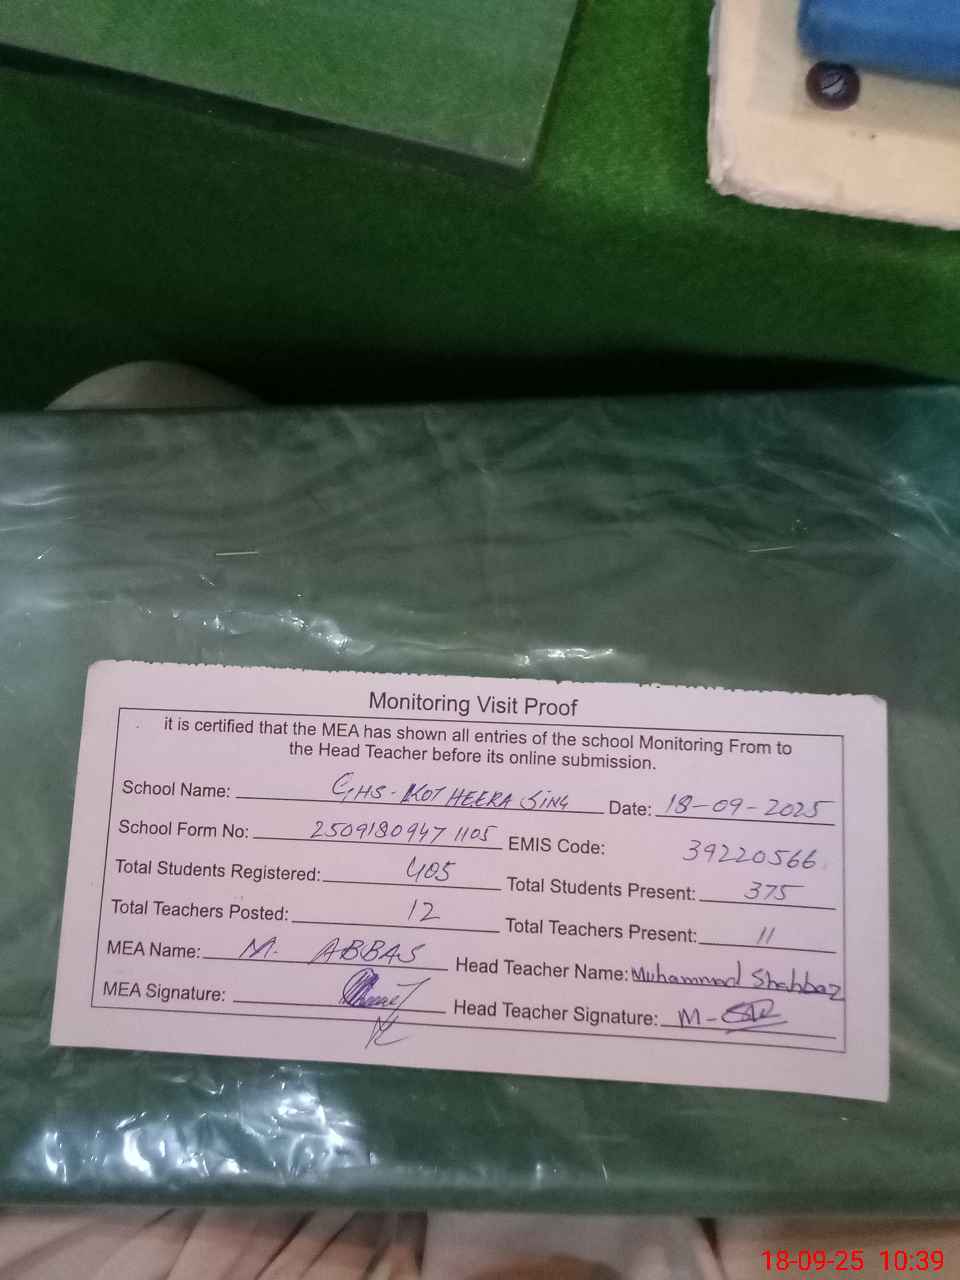 Monitoring Visit Proof
it is certified that the MEA has shown all entries of the school Monitoring From to
the Head Teacher before its online submission.
School Name: GHS-KOT HEERA SING Date: 18-09-2025
School Form No: 25091809471105 EMIS Code: 39220566
Total Students Registered: 405 Total Students Present: 375
Total Teachers Posted: 12 Total Teachers Present: 11
MEA Name: M. ABBAS Head Teacher Name: Muhammad Shahbaz
MEA Signature: Head Teacher Signature: M-
18-09-25 10:39